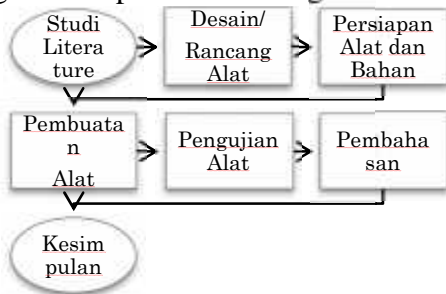 Studi
Litera
ture
Desain/
Rancang
Alat
Persiapan
Alat dan
Bahan
Pembuata
n
Alat
Pengujian
Alat
Pembaha
san
Kesim
pulan